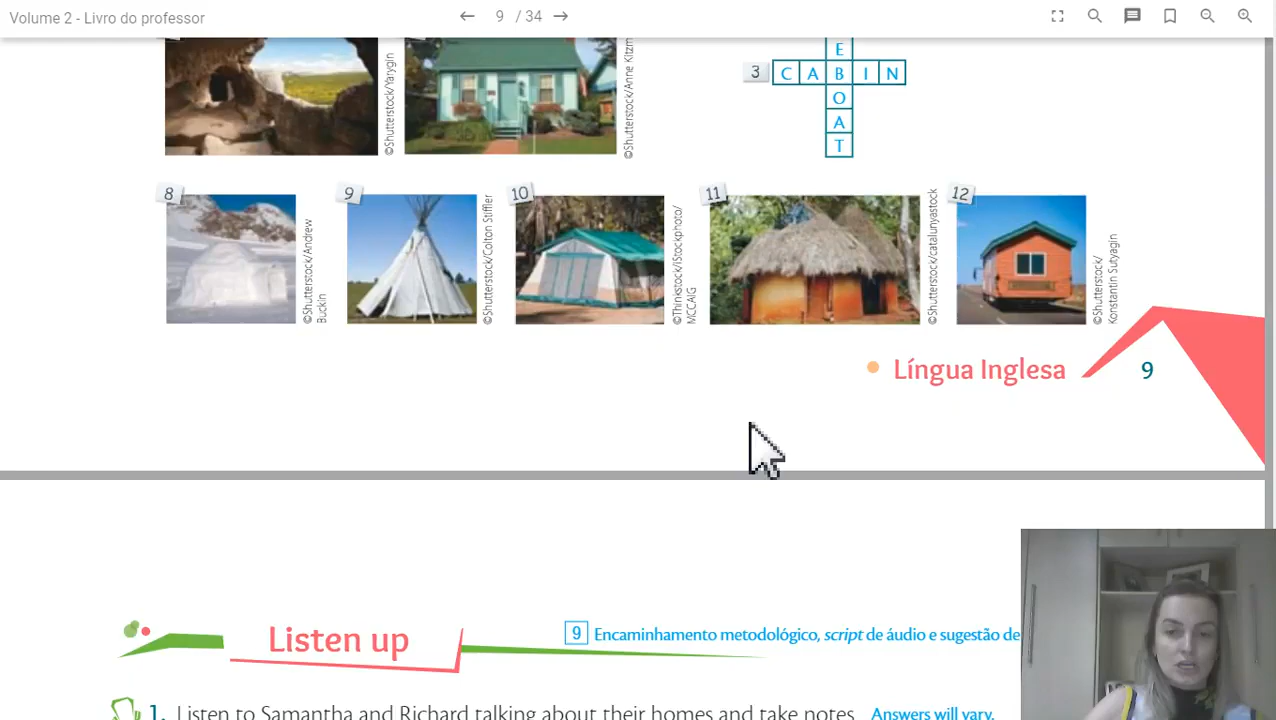 Volume 2 - Livro do professor
9 / 34
©Shutterstock/Yarygin
©Shutterstock/Anne Kitzm
E
3 CABIN
O
A
T
8
©Shutterstock/Andrew
Buckin
9
©Shutterstock/Colton Stiffler
10
©Thinkstock/iStockphoto/
MCCAIG
11
©Shutterstock/catalunyastock
12
©Shutterstock/
Konstantin Sutyagin
Língua Inglesa 9
Listen up
9 Encaminhamento metodológico, script de áudio e sugestão de
1. Listen to Samantha and Richard talking about their homes and take notes. Answers will vary.